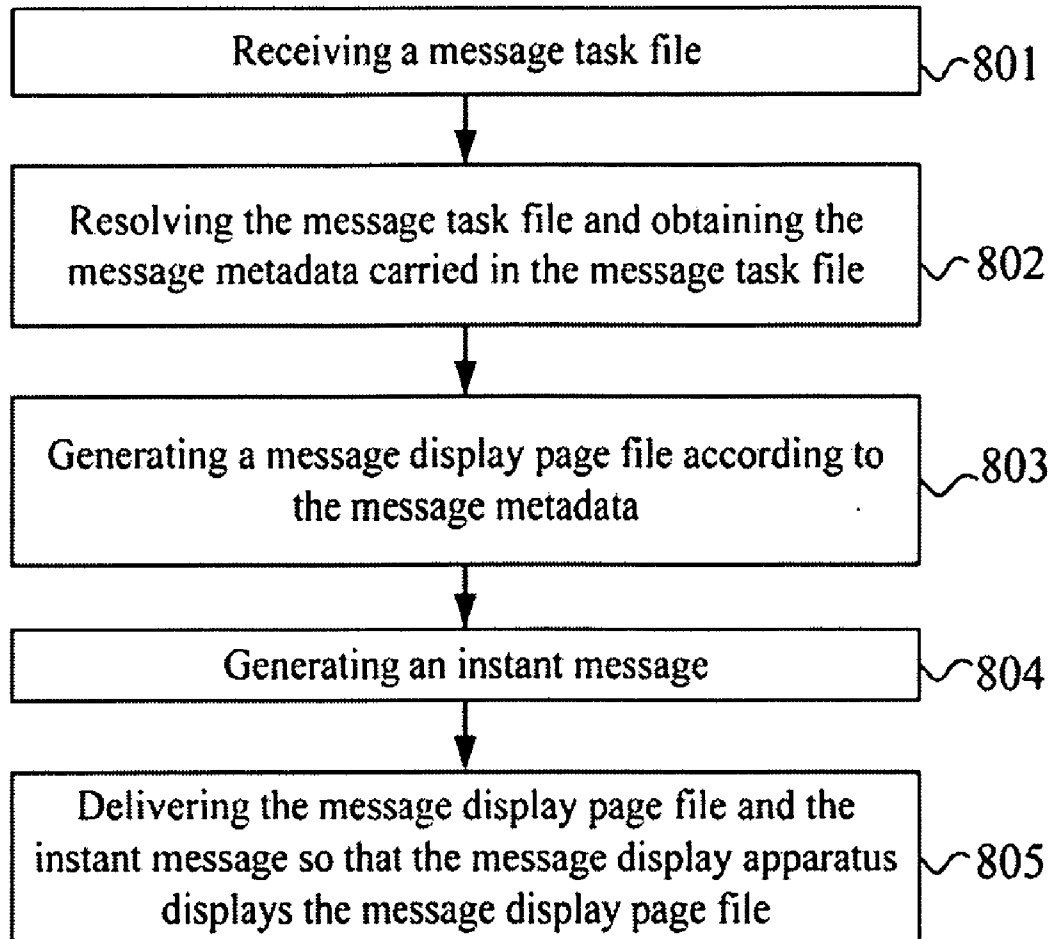 Receiving a message task file
801
Resolving the message task file and obtaining the
message metadata carried in the message task file
802
Generating a message display page file according to
the message metadata
803
Generating an instant message
804
Delivering the message display page file and the
instant message so that the message display apparatus
displays the message display page file
805